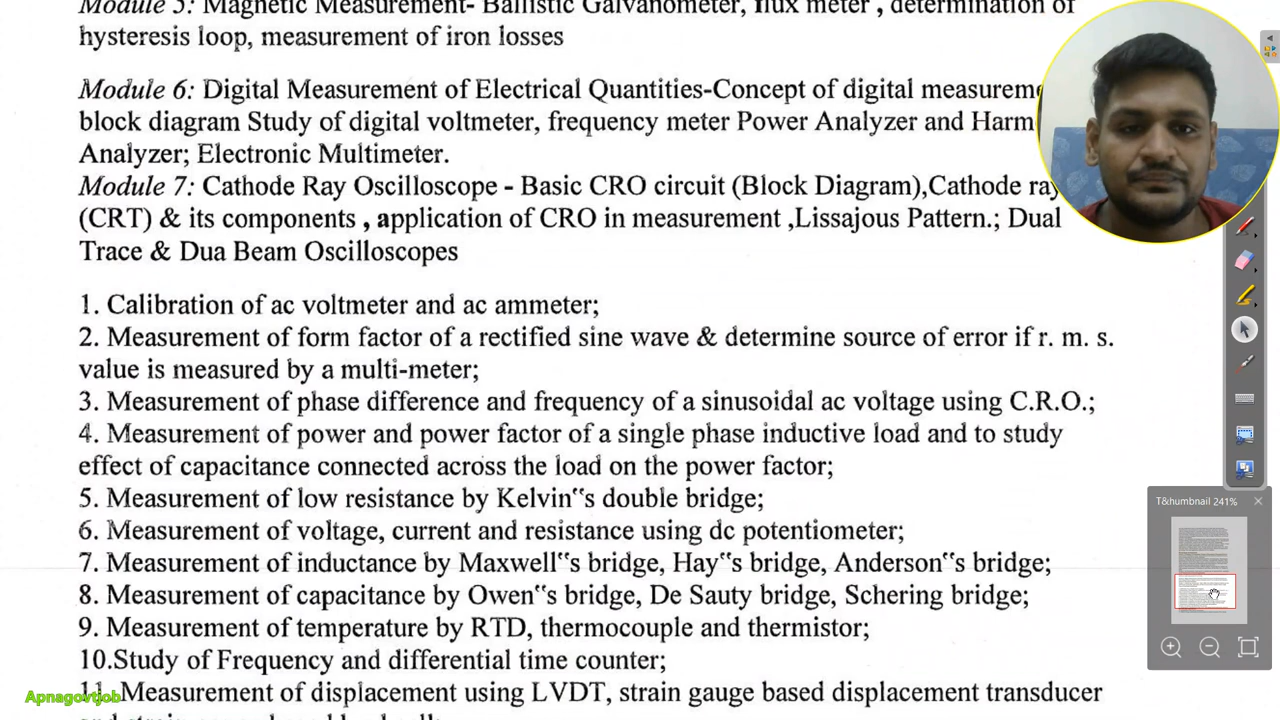 Module 5: Magnetic Measurement- Ballistic Galvanometer, flux meter , determination of
hysteresis loop, measurement of iron losses
Module 6: Digital Measurement of Electrical Quantities-Concept of digital
block diagram Study of digital voltmeter, frequency meter Power Analyzer and
Analyzer; Electronic Multimeter.
Module 7: Cathode Ray Oscilloscope - Basic CRO circuit (Block Diagram),Cathode ray
(CRT) & its components , application of CRO in measurement ,Lissajous Pattern.; Dual
Trace & Dua Beam Oscilloscopes
1. Calibration of ac voltmeter and ac ammeter;
2. Measurement of form factor of a rectified sine wave & determine source of error if r. m. s.
value is measured by a multi-meter;
3. Measurement of phase difference and frequency of a sinusoidal ac voltage using C.R.O.;
4. Measurement of power and power factor of a single phase inductive load and to study
effect of capacitance connected across the load on the power factor;
5. Measurement of low resistance by Kelvin‟s double bridge;
6. Measurement of voltage, current and resistance using dc potentiometer;
7. Measurement of inductance by Maxwell‟s bridge, Hay‟s bridge, Anderson‟s bridge;
8. Measurement of capacitance by Owen‟s bridge, De Sauty bridge, Schering bridge;
9. Measurement of temperature by RTD, thermocouple and thermistor;
10.Study of Frequency and differential time counter;
11. Measurement of displacement using LVDT, strain gauge based displacement transducer
T&humbnail 241%
Apnagovtjob